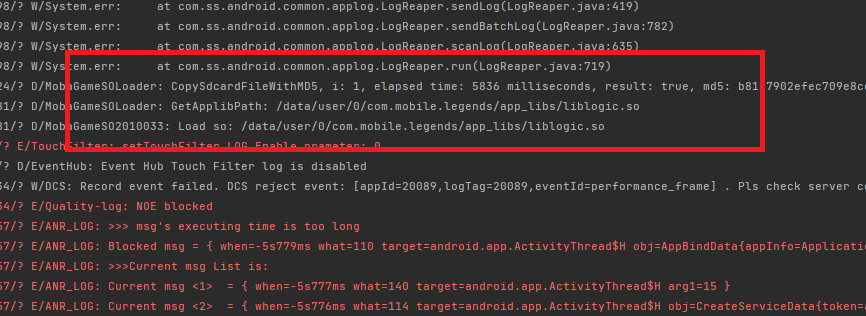 98/? W/System.err:     at com.ss.android.common.applog.LogReaper.sendLog(LogReaper.java:419)
98/? W/System.err:     at com.ss.android.common.applog.LogReaper.sendBatchLog(LogReaper.java:782)
98/? W/System.err:     at com.ss.android.common.applog.LogReaper.scanLog(LogReaper.java:635)
98/? W/System.err:     at com.ss.android.common.applog.LogReaper.run(LogReaper.java:719)
24/? D/MobaGameSOLoader: CopySdcardFileWithMD5, i: 1, elapsed time: 5836 milliseconds, result: true, md5:
81/? D/MobaGameSOLoader: GetApplibPath: /data/user/0/com.mobile.legends/app_libs/liblogic.so
81/? D/MobaGameSO2010033: Load so: /data/user/0/com.mobile.legends/app_libs/liblogic.so
/? E/TouchFilter: setTouchFilter LOG Enable
/? D/EventHub: Event Hub Touch Filter log is disabled
34/? W/DCS: Record event failed. DCS reject event: [appId=20089,logTag=20089,eventId=performance_frame] . Pls check server
34/? E/Quality-log: NOE blocked
57/? E/ANR_LOG: >>> msg's executing time is too long
57/? E/ANR_LOG: Blocked msg = { when=-5s779ms what=110 target=android.app.ActivityThread$H obj=AppBindData{appInfo=Applicatio
57/? E/ANR_LOG: >>>Current msg List is:
57/? E/ANR_LOG: Current msg <1>  = { when=-5s777ms what=140 target=android.app.ActivityThread$H arg1=15 }
57/? E/ANR_LOG: Current msg <2>  = { when=-5s776ms what=114 target=android.app.ActivityThread$H obj=CreateServiceData{token=